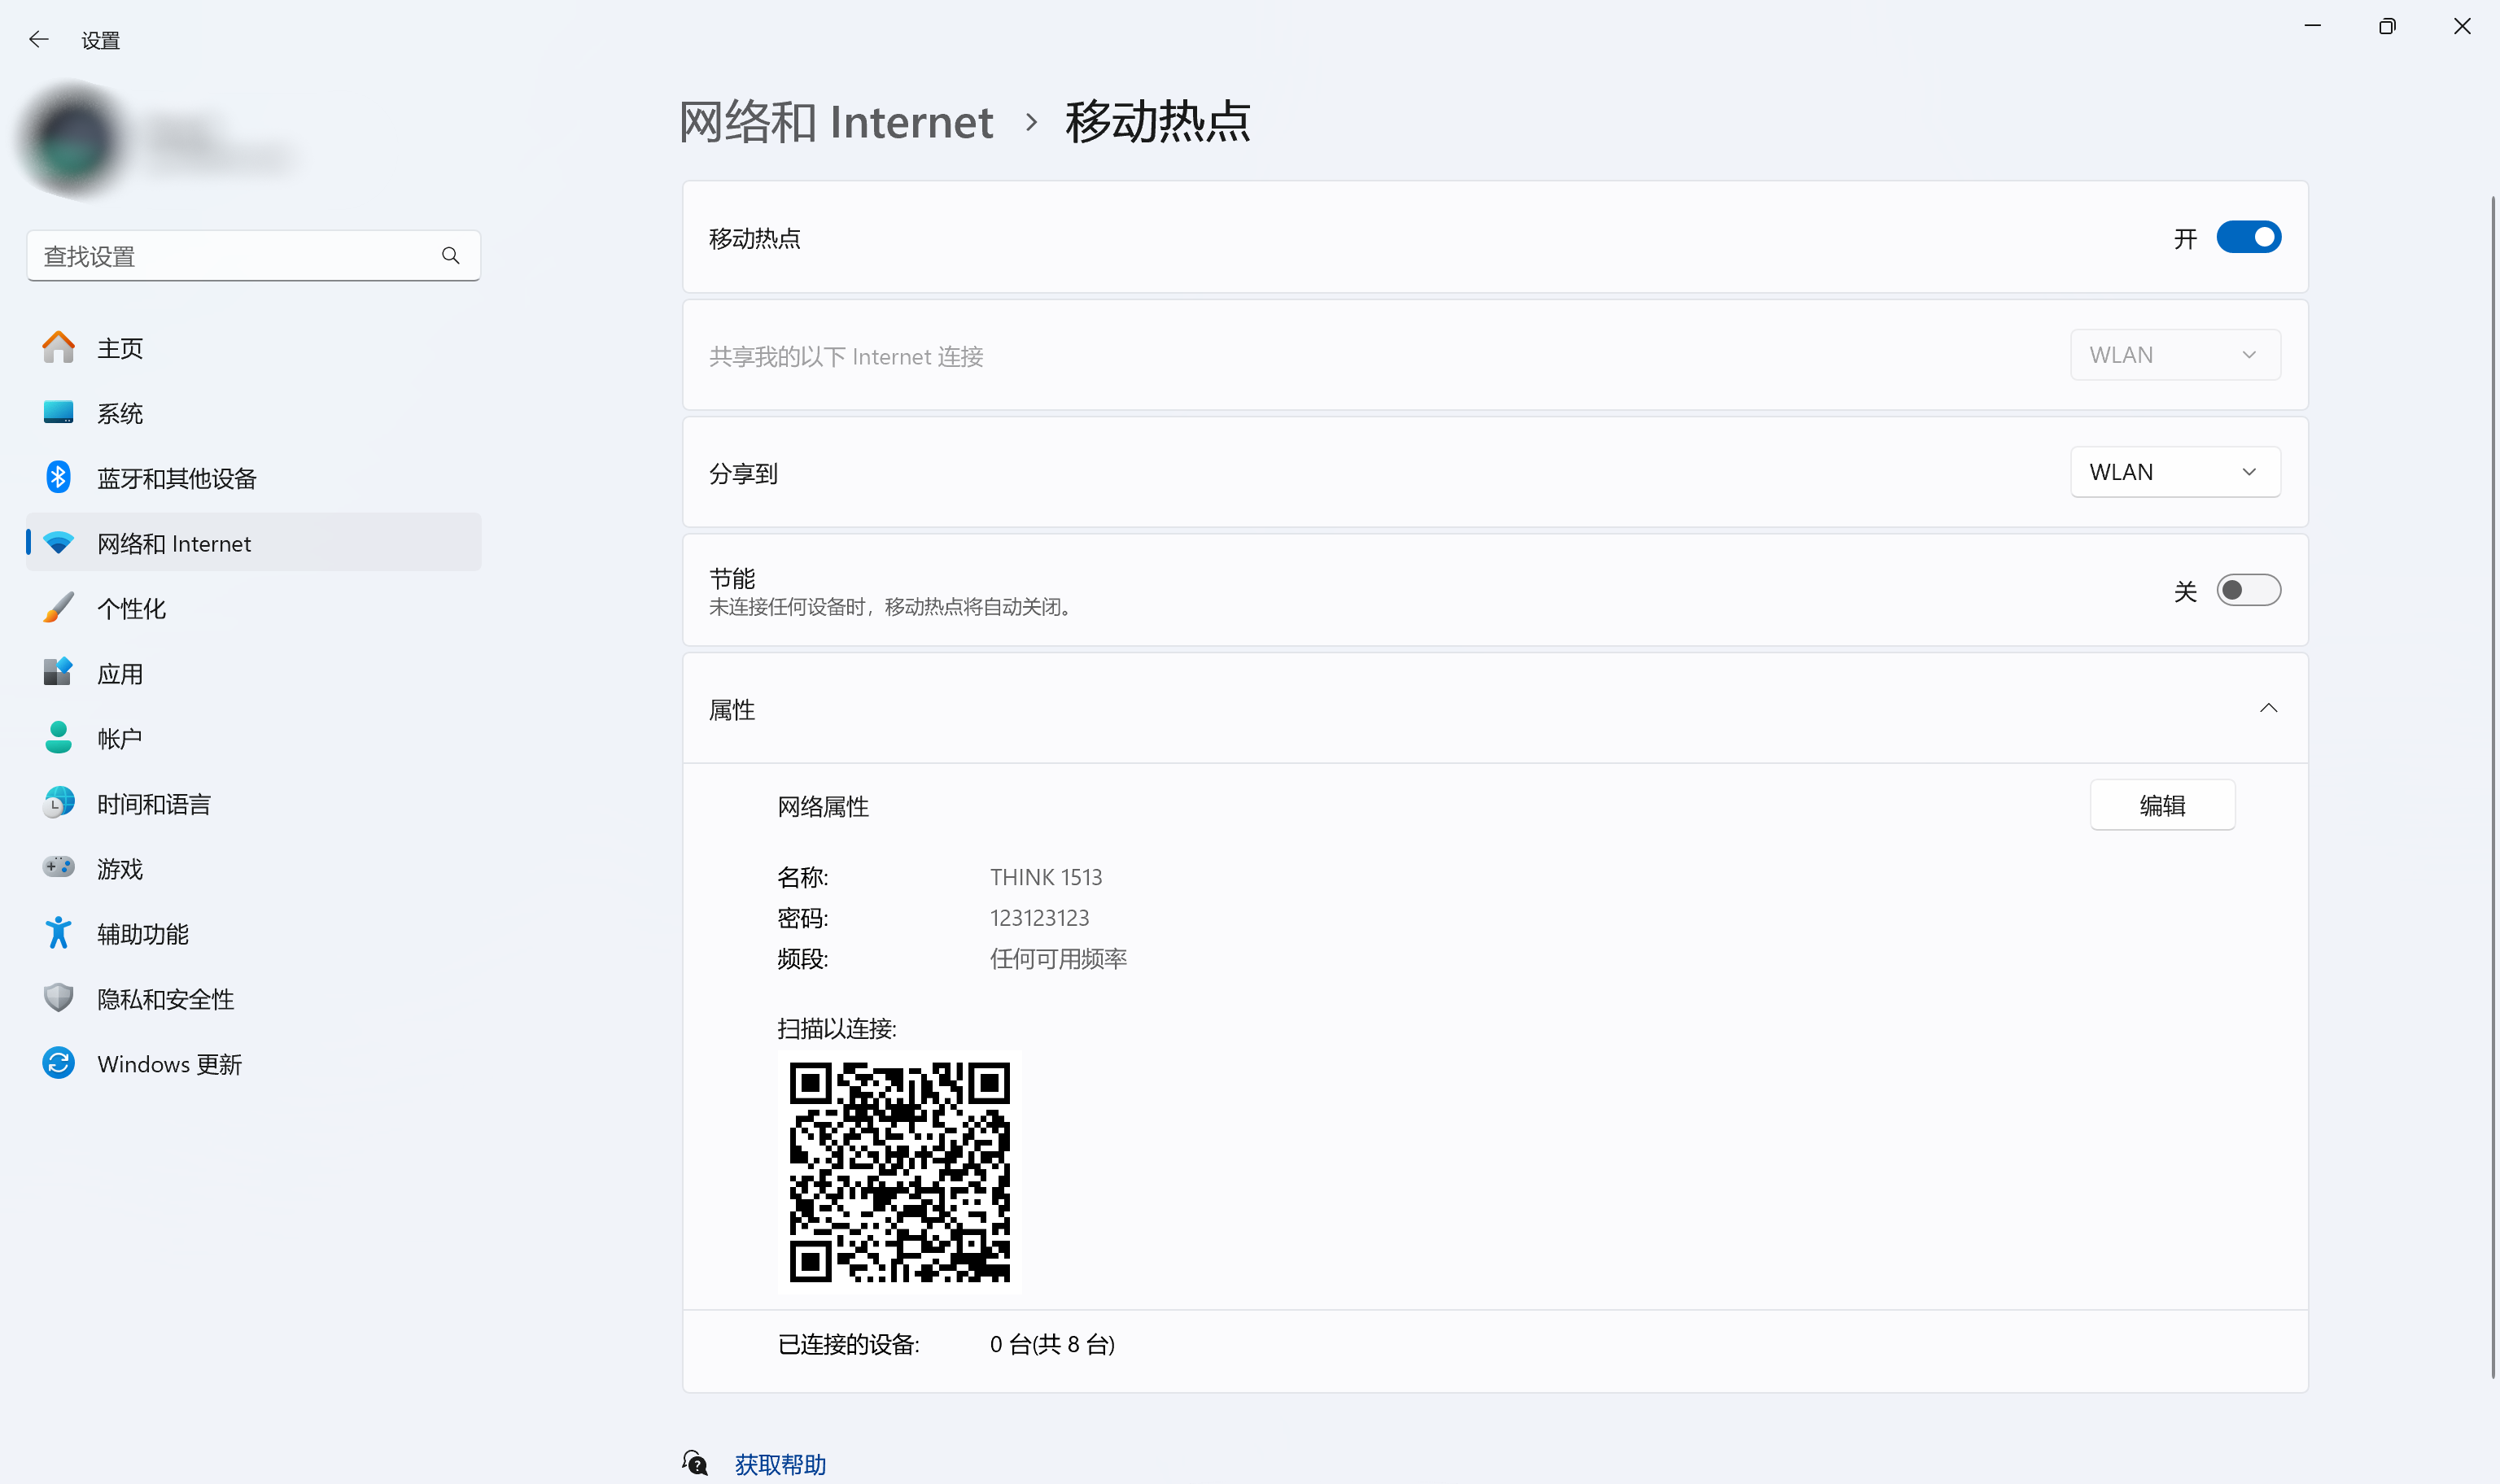 设置
查找设置
主页
系统
蓝牙和其他设备
网络和 Internet
个性化
应用
帐户
时间和语言
游戏
辅助功能
隐私和安全性
Windows 更新
网络和 Internet › 移动热点
移动热点 开
共享我的以下 Internet 连接 WLAN
分享到 WLAN
节能
未连接任何设备时，移动热点将自动关闭。
关
属性
网络属性 编辑
名称: THINK 1513
密码: 123123123
频段: 任何可用频率
扫描以连接:
已连接的设备: 0 台(共 8 台)
获取帮助